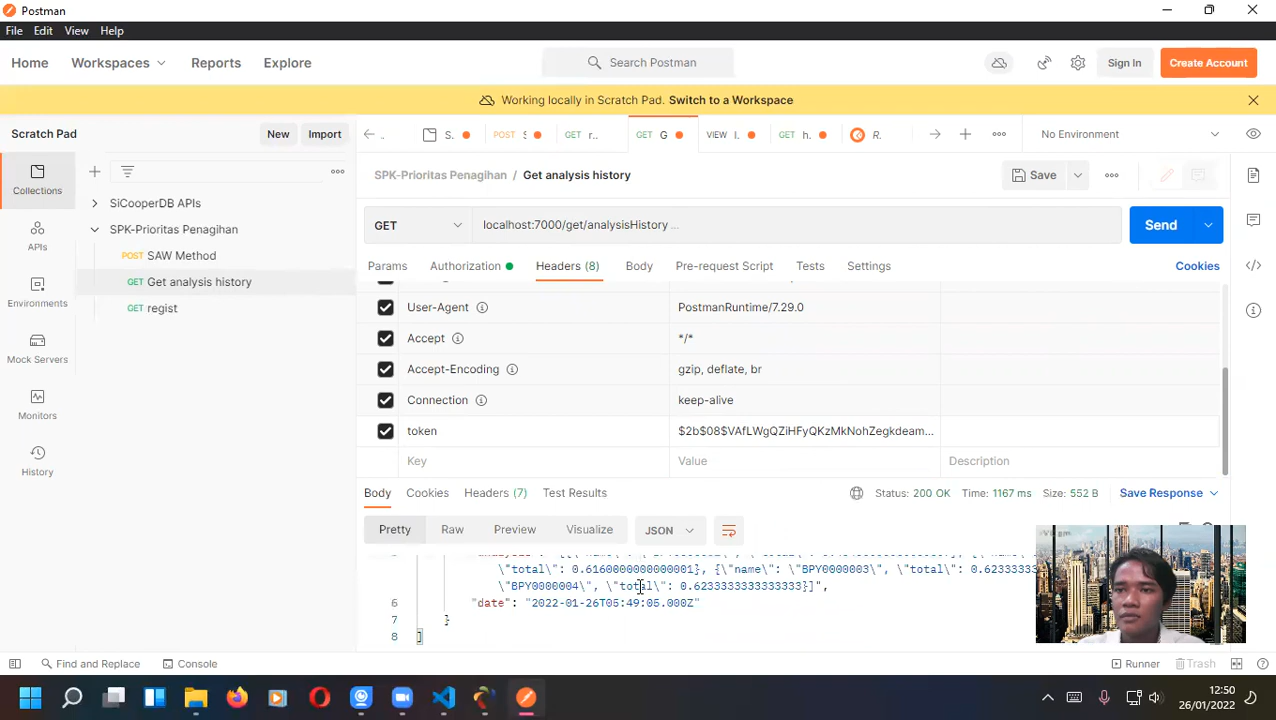 Postman
File Edit View Help
Home Workspaces Reports Explore Search Postman Sign In Create Account
Working locally in Scratch Pad. Switch to a Workspace
Scratch Pad New Import
Collections
APIs
Environments
Mock Servers
Monitors
History
SiCooperDB APIs
SPK-Prioritas Penagihan
POST SAW Method
GET Get analysis history
GET regist
S. POST S GET r.. GET G VIEW I. GET h. R. No Environment
SPK-Prioritas Penagihan / Get analysis history Save
GET localhost:7000/get/analysisHistory ... Send
Params Authorization Headers (8) Body Pre-request Script Tests Settings Cookies
User-Agent PostmanRuntime/7.29.0
Accept */*
Accept-Encoding gzip, deflate, br
Connection keep-alive
token $2b$08$VAfLWgQZiHFyQKzMkNohZegkdeam...
Key Value Description
Body Cookies Headers (7) Test Results Status: 200 OK Time: 1167 ms Size: 552 B Save Response
Pretty Raw Preview Visualize JSON
\"total\": 0.6160000000000001}, {\"name\": \"BPY0000003\", \"total\": 0.62333
\"BPY0000004\", \"total\": 0.6233333333333333}]",
6 "date": "2022-01-26T05:49:05.000Z"
7 }
8 ]
Find and Replace Console Runner Trash
12:50
26/01/2022